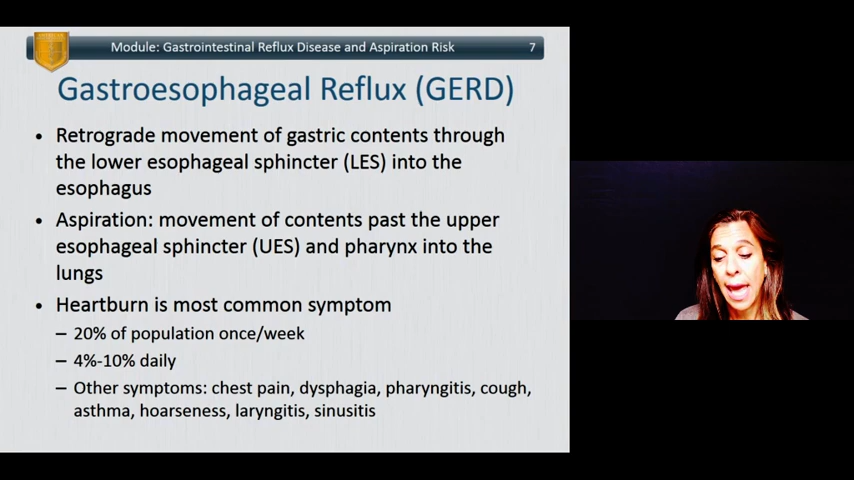 Module: Gastrointestinal Reflux Disease and Aspiration Risk 7
Gastroesophageal Reflux (GERD)
• Retrograde movement of gastric contents through
the lower esophageal sphincter (LES) into the
esophagus
• Aspiration: movement of contents past the upper
esophageal sphincter (UES) and pharynx into the
lungs
• Heartburn is most common symptom
– 20% of population once/week
– 4%-10% daily
– Other symptoms: chest pain, dysphagia, pharyngitis, cough,
asthma, hoarseness, laryngitis, sinusitis